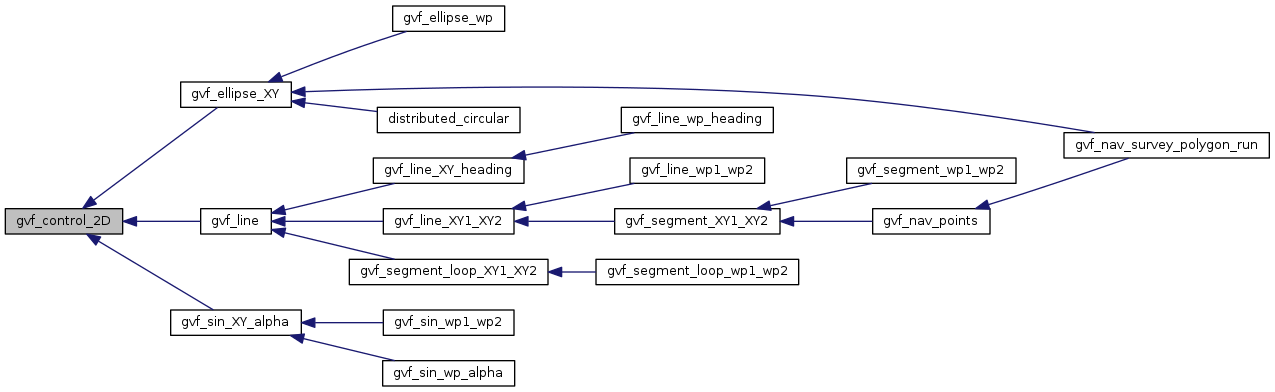 gvf_ellipse_wp
gvf_ellipse_XY
distributed_circular
gvf_line_wp_heading
gvf_nav_survey_polygon_run
gvf_line_XY_heading
gvf_line_wp1_wp2
gvf_segment_wp1_wp2
gvf_control_2D
gvf_line
gvf_line_XY1_XY2
gvf_segment_XY1_XY2
gvf_nav_points
gvf_segment_loop_XY1_XY2
gvf_segment_loop_wp1_wp2
gvf_sin_XY_alpha
gvf_sin_wp1_wp2
gvf_sin_wp_alpha